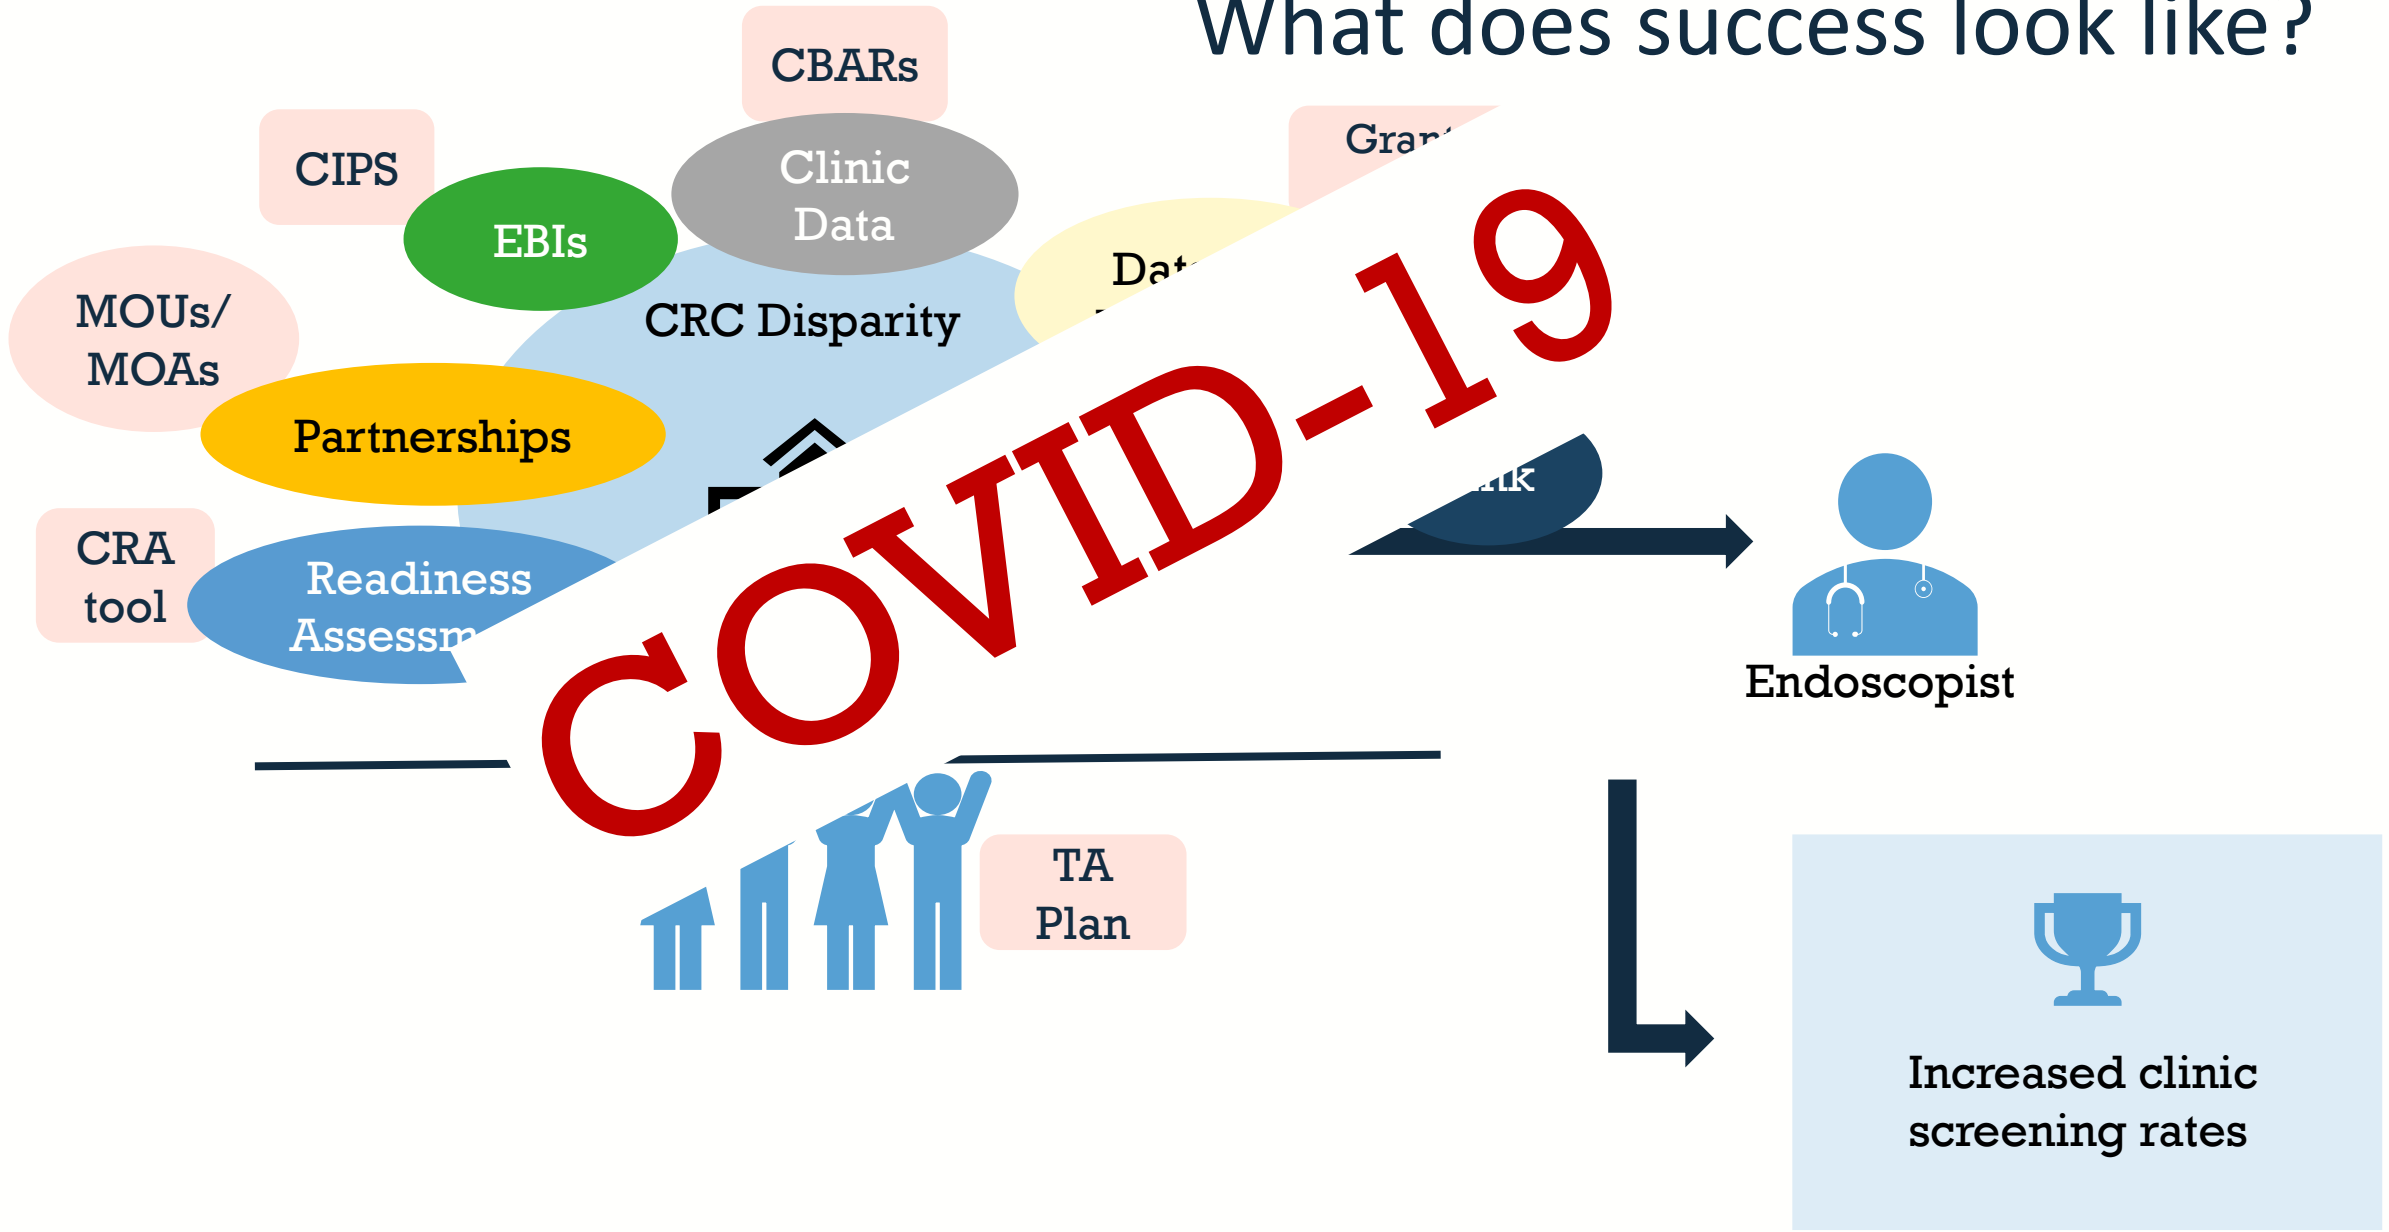 What does success look like?
CBARs
CIPS
Clinic
Data
EBIs
MOUs/
MOAs
CRC Disparity
Partnerships
CRA
tool
Readiness
COVID-19
Endoscopist
TA
Plan
Increased clinic
screening rates